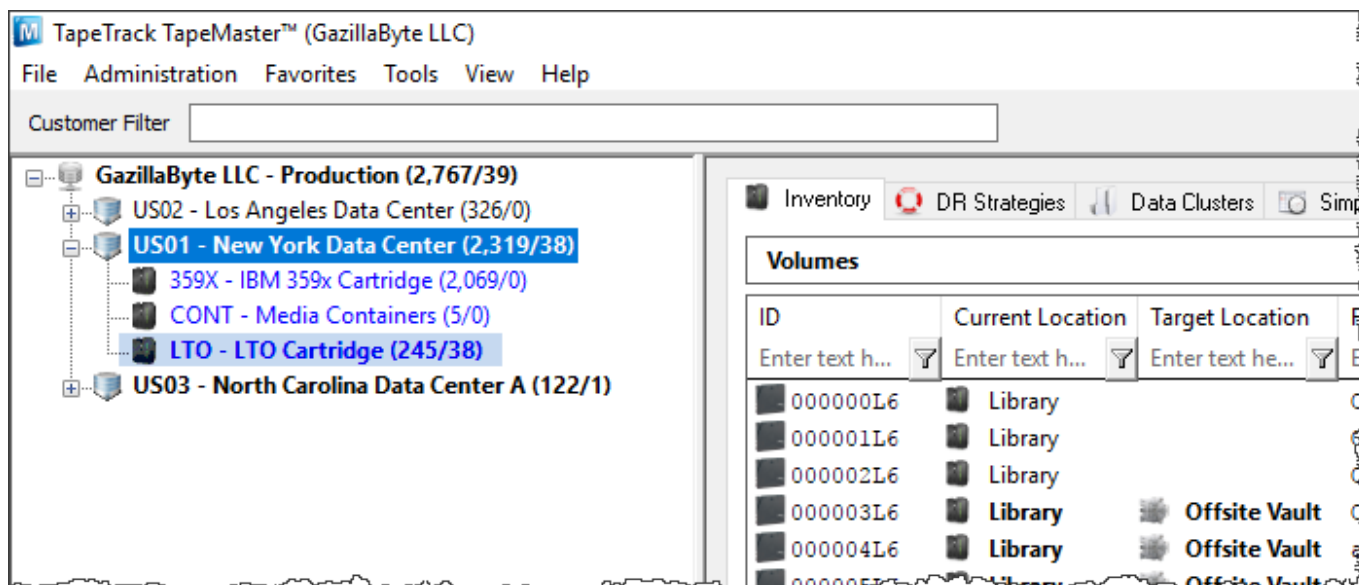 TapeTrack TapeMaster™ (GazillaByte LLC)
File Administration Favorites Tools View Help
Customer Filter
GazillaByte LLC - Production (2,767/39)
US02 - Los Angeles Data Center (326/0)
US01 - New York Data Center (2,319/38)
359X - IBM 359x Cartridge (2,069/0)
CONT - Media Containers (5/0)
LTO - LTO Cartridge (245/38)
US03 - North Carolina Data Center A (122/1)
Inventory DR Strategies Data Clusters
Volumes
ID Current Location Target Location
Enter text h... Enter text h... Enter text he...
000000L6 Library
000001L6 Library
000002L6 Library
000003L6 Library Offsite Vault
000004L6 Library Offsite Vault
Library Offsite Vault